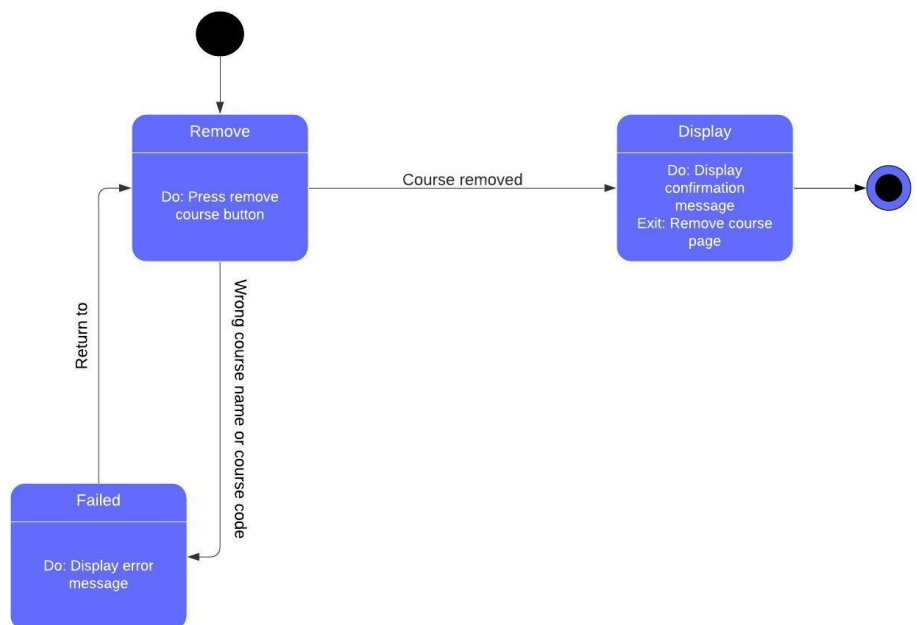 Remove
Do: Press remove
course button
Course removed
Display
Do: Display
confirmation
message
Exit: Remove course
page
Return to
Wrong course name or course code
Failed
Do: Display error
message